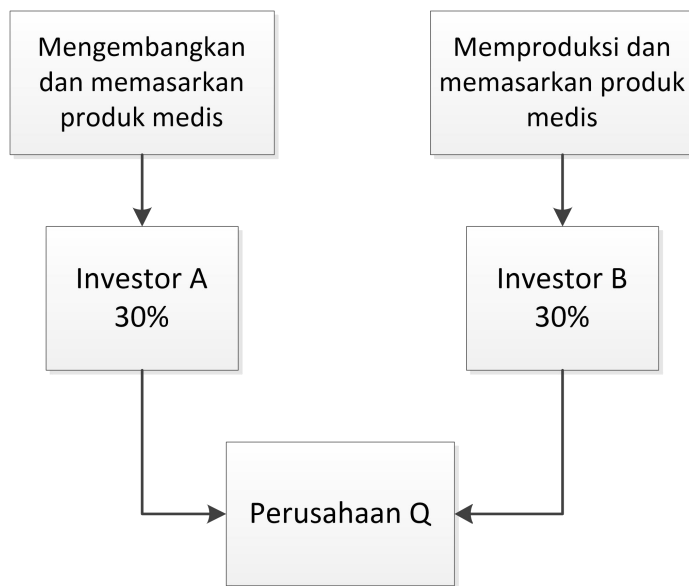 Mengembangkan
dan memasarkan
produk medis
Memproduksi dan
memasarkan produk
medis
Investor A
30%
Investor B
30%
Perusahaan Q